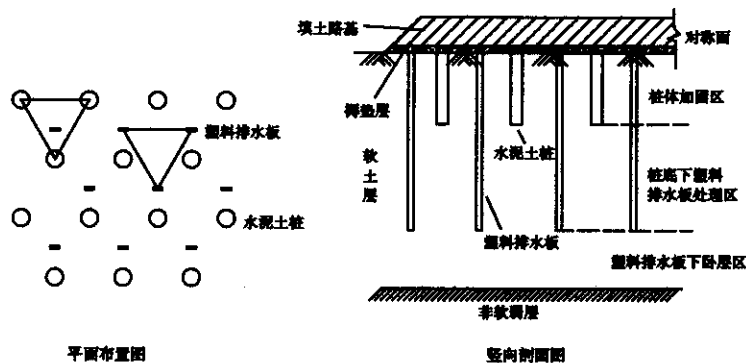 填土路基
对称面
褥垫层
桩体加固区
塑料排水板
水泥土桩
软土层
桩底下塑料
排水板处理区
水泥土桩
塑料排水板
塑料排水板下卧层区
非软弱层
平面布置图
竖向剖面图